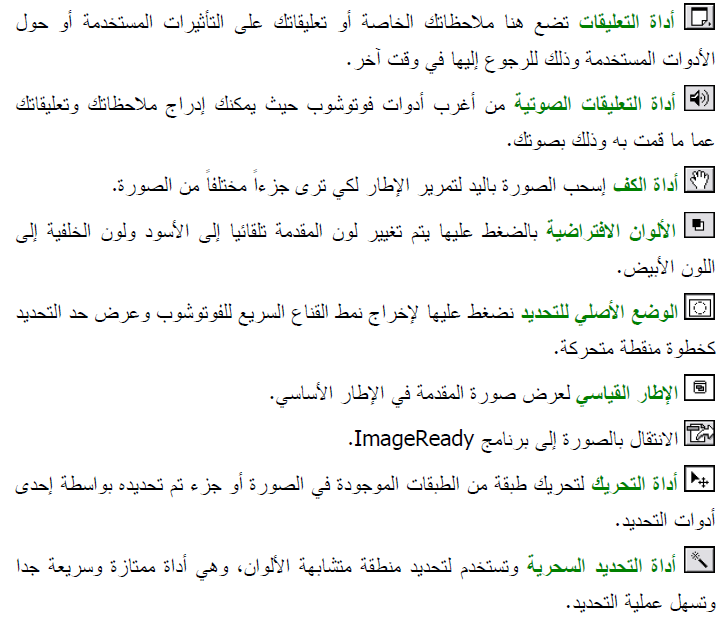 أداة التعليقات تضع هنا ملاحظاتك الخاصة أو تعليقاتك على التأثيرات المستخدمة أو حول
الأدوات المستخدمة وذلك للرجوع إليها في وقت آخر.
أداة التعليقات الصوتية من أغرب أدوات فوتوشوب حيث يمكنك إدراج ملاحظاتك وتعليقاتك
عما ما قمت به وذلك بصوتك.
أداة الكف إسحب الصورة باليد لتمرير الإطار لكي ترى جزءاً مختلفاً من الصورة.
الألوان الافتراضية بالضغط عليها يتم تغيير لون المقدمة تلقائيا إلى الأسود ولون الخلفية إلى
اللون الأبيض.
الوضع الأصلي للتحديد نضغط عليها لإخراج نمط القناع السريع للفوتوشوب وعرض حد التحديد
كخطوة منقطة متحركة.
الإطار القياسي لعرض صورة المقدمة في الإطار الأساسي.
الانتقال بالصورة إلى برنامج ImageReady.
أداة التحريك لتحريك طبقة من الطبقات الموجودة في الصورة أو جزء تم تحديده بواسطة إحدى
أدوات التحديد.
أداة التحديد السحرية وتستخدم لتحديد منطقة متشابهة الألوان، وهي أداة ممتازة وسريعة جدا
وتسهل عملية التحديد.